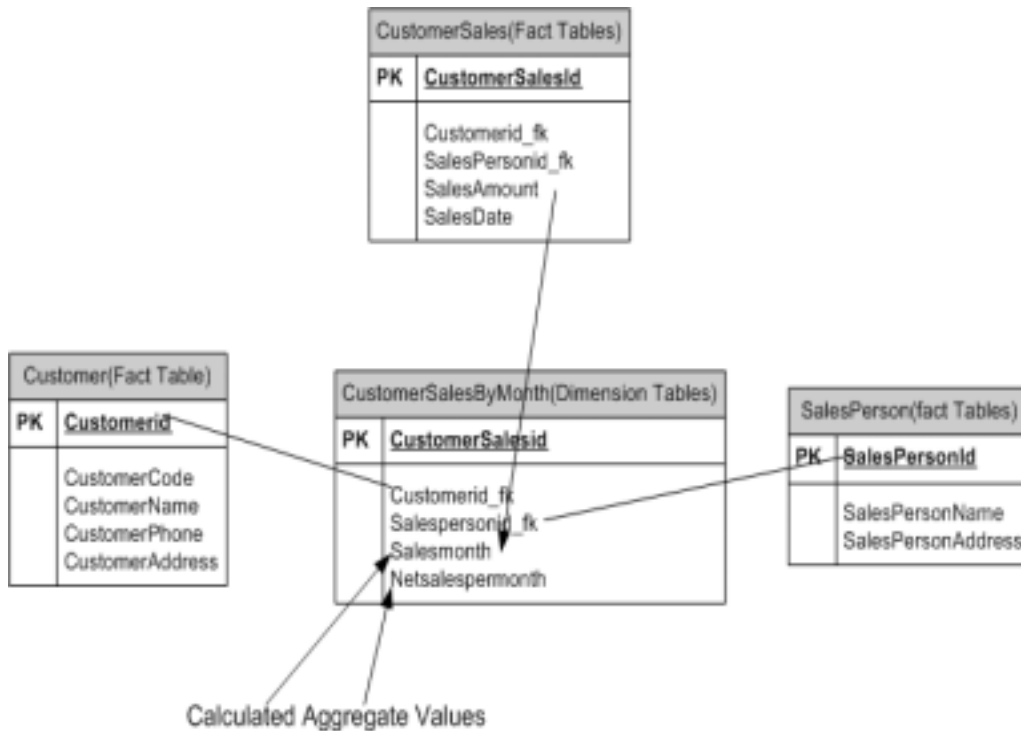 CustomerSales(Fact Tables)
PK CustomerSalesId
Customerid_fk
SalesPersonid_fk
SalesAmount
SalesDate
Customer(Fact Table)
PK Customerid
CustomerCode
CustomerName
CustomerPhone
CustomerAddress
CustomerSalesByMonth(Dimension Tables)
PK CustomerSalesid
Customerid_fk
Salespersonid_fk
Salesmonth
Netsalespermonth
SalesPerson(fact Tables)
PK SalesPersonId
SalesPersonName
SalesPersonAddress
Calculated Aggregate Values